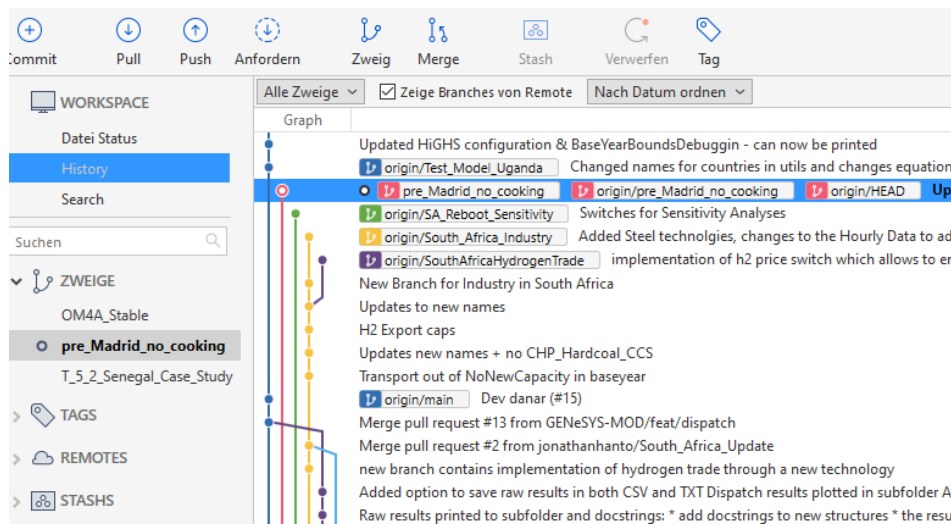 Commit Pull Push Anfordern Zweig Merge Stash Verwerfen Tag
WORKSPACE
Datei Status
History
Search
Suchen
ZWEIGE
OM4A_Stable
pre_Madrid_no_cooking
T_5_2_Senegal_Case_Study
TAGS
REMOTES
STASHS
Alle Zweige Zeige Branches von Remote Nach Datum ordnen
Graph
Updated HiGHS configuration & BaseYearBoundsDebuggin - can now be printed
origin/Test_Model_Uganda Changed names for countries in utils and changes equation
pre_Madrid_no_cooking origin/pre_Madrid_no_cooking origin/HEAD Up
origin/SA_Reboot_Sensitivity Switches for Sensitivity Analyses
origin/South_Africa_Industry Added Steel technolgies, changes to the Hourly Data to ad
origin/SouthAfricaHydrogenTrade implementation of h2 price switch which allows to en
New Branch for Industry in South Africa
Updates to new names
H2 Export caps
Updates new names + no CHP_Hardcoal_CCS
Transport out of NoNewCapacity in baseyear
origin/main Dev danar (#15)
Merge pull request #13 from GENeSYS-MOD/feat/dispatch
Merge pull request #2 from jonathanhanto/South_Africa_Update
new branch contains implementation of hydrogen trade through a new technology
Added option to save raw results in both CSV and TXT Dispatch results plotted in subfolder A
Raw results printed to subfolder and docstrings: * add docstrings to new structures * the resu